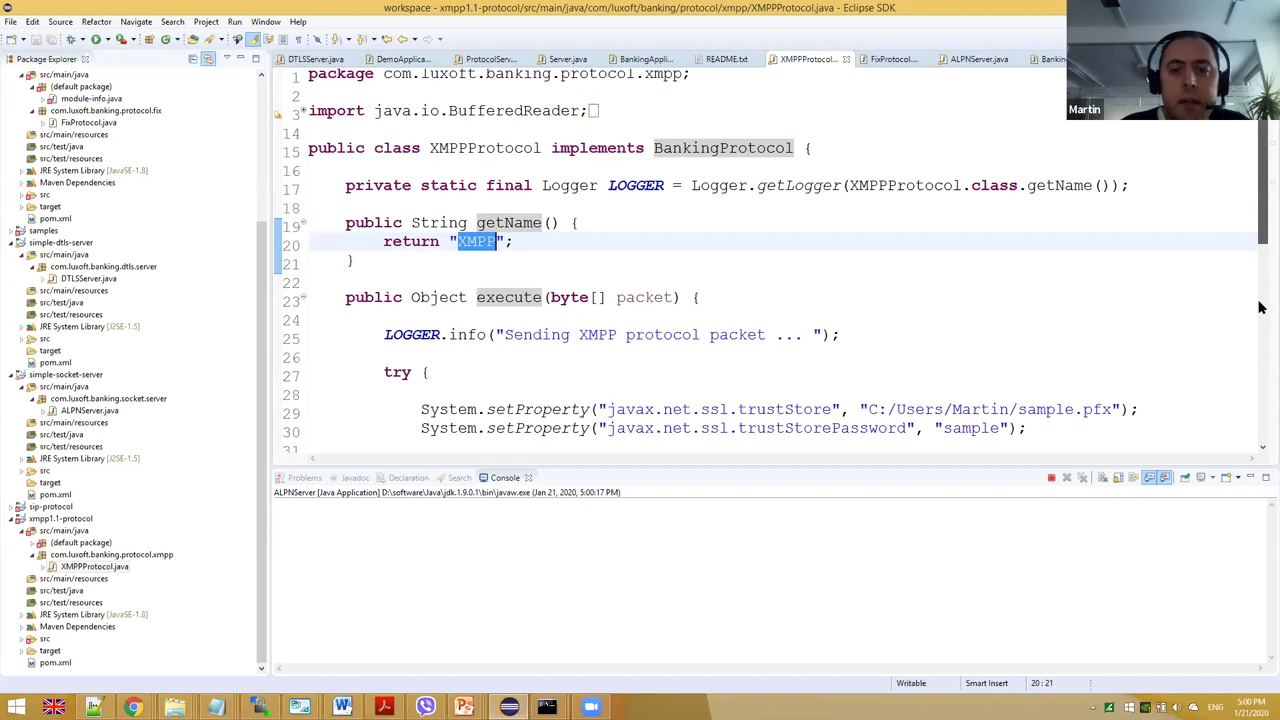 workspace - xmpp1.1-protocol/src/main/java/com/luxoft/banking/protocol/xmpp/XMPPProtocol.java - Eclipse SDK
File Edit Source Refactor Navigate Search Project Run Window Help
Package Explorer
src/main/java
(default package)
module-info.java
com.luxoft.banking.protocol.fix
FixProtocol.java
src/main/resources
src/test/java
src/test/resources
JRE System Library [JavaSE-1.8]
Maven Dependencies
src
target
pom.xml
samples
simple-dtls-server
src/main/java
com.luxoft.banking.dtls.server
DTLSServer.java
src/main/resources
src/test/java
src/test/resources
JRE System Library [J2SE-1.5]
src
target
pom.xml
simple-socket-server
src/main/java
com.luxoft.banking.socket.server
ALPNServer.java
src/main/resources
src/test/java
src/test/resources
JRE System Library [J2SE-1.5]
src
target
pom.xml
sip-protocol
xmpp1.1-protocol
src/main/java
(default package)
com.luxoft.banking.protocol.xmpp
XMPPProtocol.java
src/main/resources
src/test/java
src/test/resources
JRE System Library [JavaSE-1.8]
Maven Dependencies
src
target
pom.xml
DTLSServer.java DemoApplica... ProtocolServ... Server.java BankingAppli... README.txt XMPPProtocol... FixProtocol.... ALPNServer.java Bankin
Martin
1 package com.luxoft.banking.protocol.xmpp;
2
3 import java.io.BufferedReader;
14
15 public class XMPPProtocol implements BankingProtocol {
16
17 private static final Logger LOGGER = Logger.getLogger(XMPPProtocol.class.getName());
18
19 public String getName() {
20 return "XMPP";
21 }
22
23 public Object execute(byte[] packet) {
24
25 LOGGER.info("Sending XMPP protocol packet ... ");
26
27 try {
28
29 System.setProperty("javax.net.ssl.trustStore", "C:/Users/Martin/sample.pfx");
30 System.setProperty("javax.net.ssl.trustStorePassword", "sample");
31
Problems Javadoc Declaration Search Console
ALPNServer [Java Application] D:\software\Java\jdk.1.9.0.1\bin\javaw.exe (Jan 21, 2020, 5:00:17 PM)
Writable Smart Insert 20 : 21
ENG
5:00 PM
1/21/2020